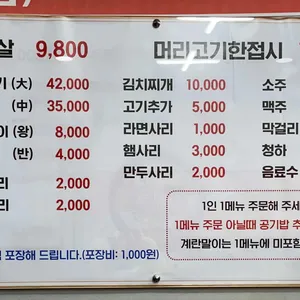 살 9,800 머리고기한접시
기 (大) 42,000 김치찌개 10,000 소주
(中) 35,000 고기추가 5,000 맥주
이 (왕) 8,000 라면사리 1,000 막걸리
(반) 4,000 햄사리 3,000 청하
리 2,000 만두사리 2,000 음료수
리 2,000
1인 1메뉴 주문해 주세
1메뉴 주문 아닐때 공기밥 추
계란말이는 1메뉴에 미포함
포장해 드립니다.(포장비: 1,000원)